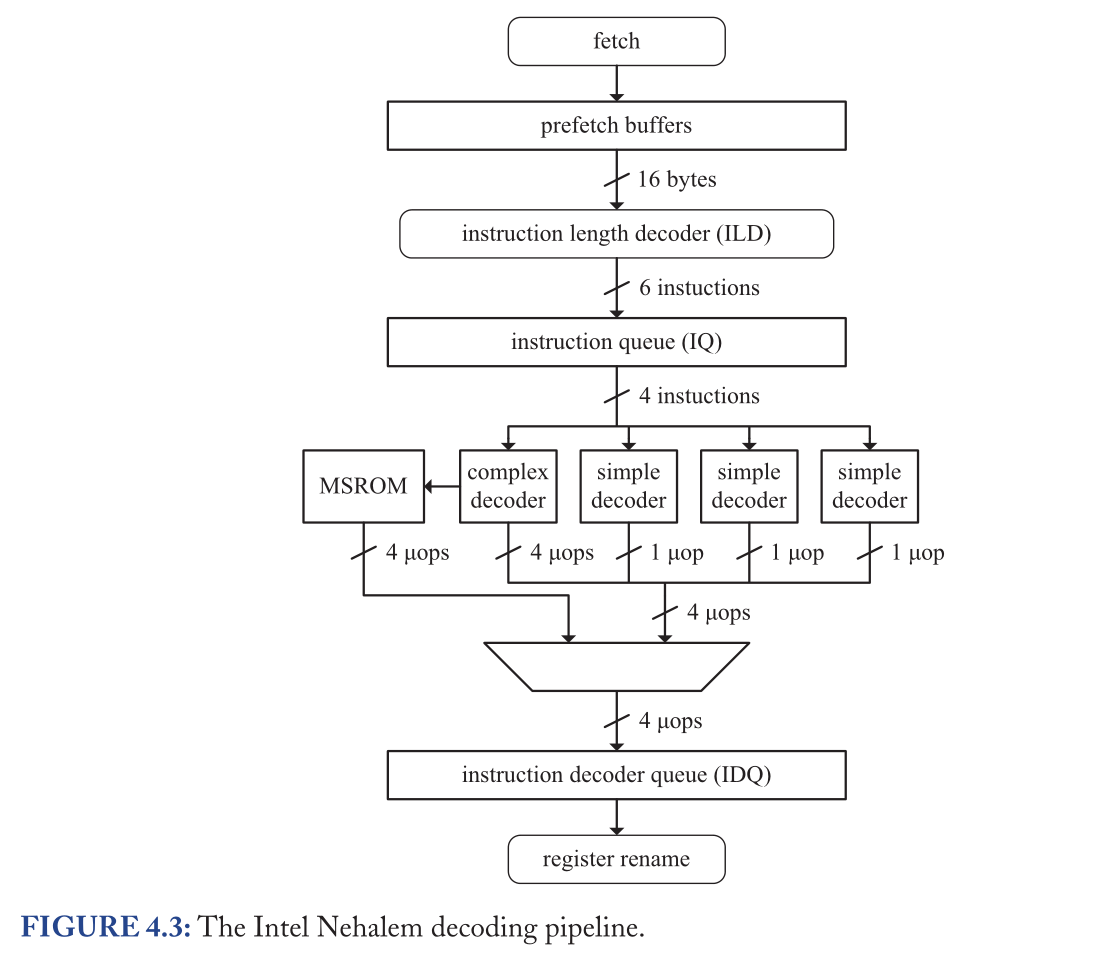 fetch
prefetch buffers
16 bytes
instruction length decoder (ILD)
6 instuctions
instruction queue (IQ)
4 instuctions
MSROM
complex
decoder
simple
decoder
simple
decoder
simple
decoder
4 μops
4 μops
1 μop
1 μop
1 μop
4 μops
4 μops
instruction decoder queue (IDQ)
register rename
FIGURE 4.3: The Intel Nehalem decoding pipeline.